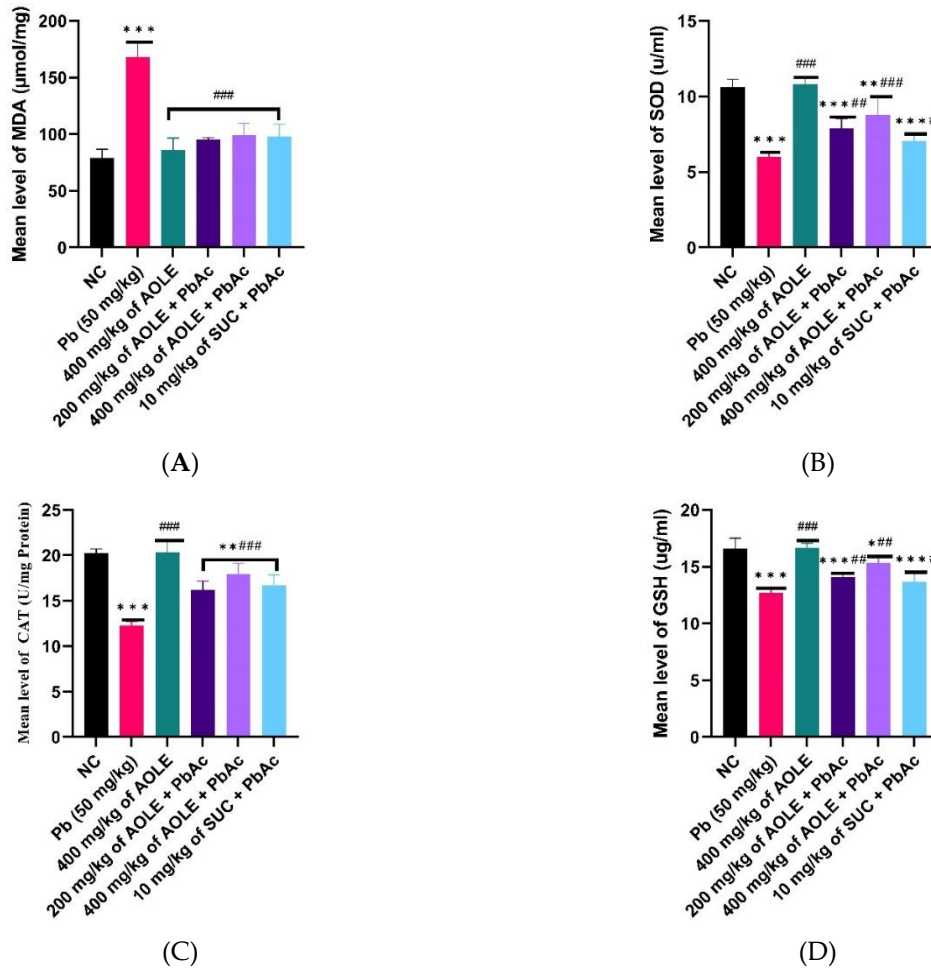 Mean level of MDA (µmol/mg)
200
150
100
50
0
***
###
NC
Pb (50 mg/kg)
400 mg/kg of AOLE
200 mg/kg of AOLE + PbAc
400 mg/kg of AOLE + PbAc
10 mg/kg of SUC + PbAc
(A)
Mean level of SOD (u/ml)
15
10
5
0
***
###
***##
**###
***#
NC
Pb (50 mg/kg)
400 mg/kg of AOLE
200 mg/kg of AOLE + PbAc
400 mg/kg of AOLE + PbAc
10 mg/kg of SUC + PbAc
(B)
Mean level of CAT (U/mg Protein)
25
20
15
10
5
0
***
###
**###
NC
Pb (50 mg/kg)
400 mg/kg of AOLE
200 mg/kg of AOLE + PbAc
400 mg/kg of AOLE + PbAc
10 mg/kg of SUC + PbAc
(C)
Mean level of GSH (ug/ml)
20
15
10
5
0
***
###
***##
*##
***#
NC
Pb (50 mg/kg)
400 mg/kg of AOLE
200 mg/kg of AOLE + PbAc
400 mg/kg of AOLE + PbAc
10 mg/kg of SUC + PbAc
(D)